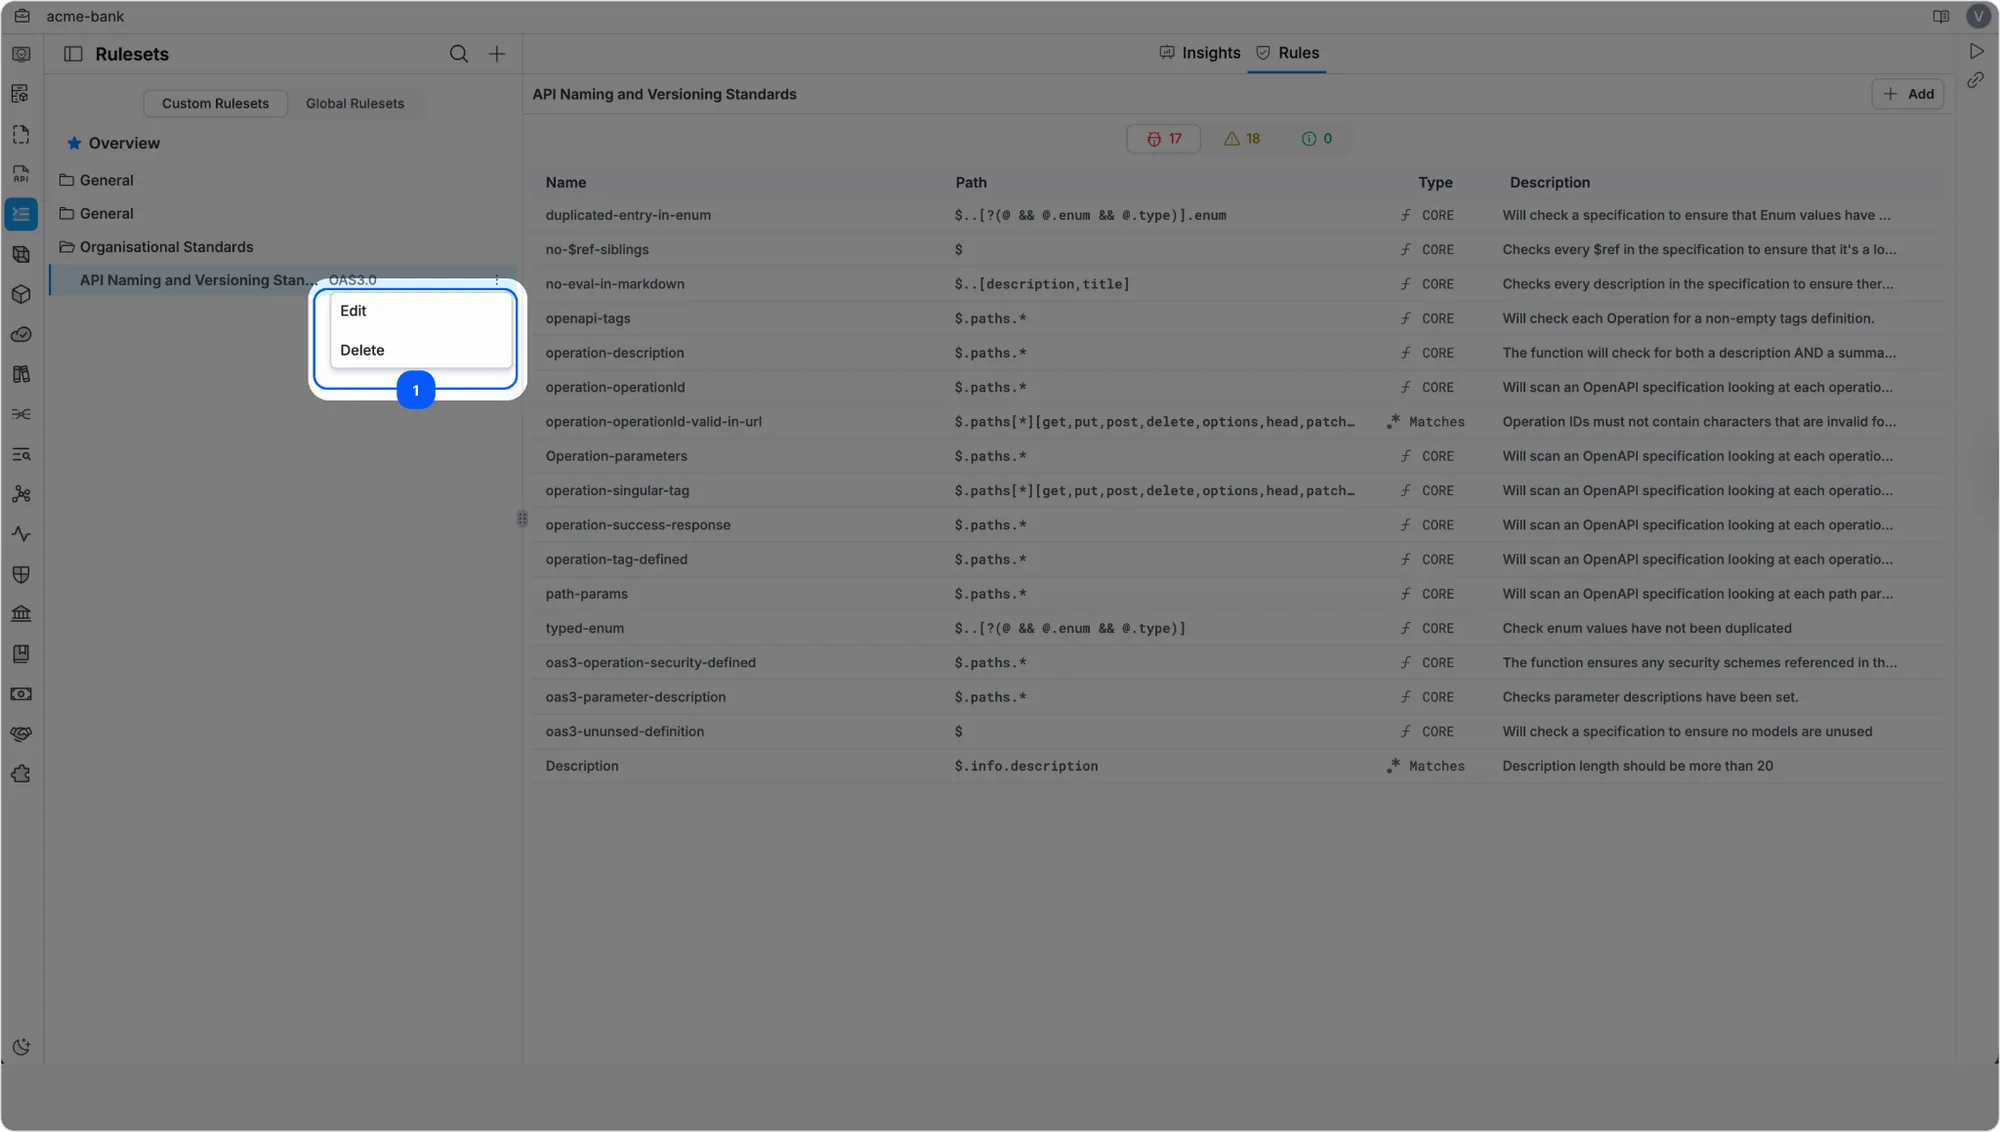 acme-bank
V
Rulesets
Insights
Rules
Custom Rulesets
Global Rulesets
API Naming and Versioning Standards
Add
Overview
17
18
0
General
General
Organisational Standards
API Naming and Versioning Stan... OAS3.0
Edit
Delete
1
API
Name Path Type Description
duplicated-entry-in-enum $..[?(@ && @.enum && @.type)].enum CORE Will check a specification to ensure that Enum values have ...
no-$ref-siblings $ CORE Checks every $ref in the specification to ensure that it's a lo...
no-eval-in-markdown $..[description,title] CORE Checks every description in the specification to ensure ther...
openapi-tags $.paths.* CORE Will check each Operation for a non-empty tags definition.
operation-description $.paths.* CORE The function will check for both a description AND a summa...
operation-operationId $.paths.* CORE Will scan an OpenAPI specification looking at each operatio...
operation-operationId-valid-in-url $.paths[*][get,put,post,delete,options,head,patch… .* Matches Operation IDs must not contain characters that are invalid fo...
Operation-parameters $.paths.* CORE Will scan an OpenAPI specification looking at each operatio...
operation-singular-tag $.paths[*][get,put,post,delete,options,head,patch… CORE Will scan an OpenAPI specification looking at each operatio...
operation-success-response $.paths.* CORE Will scan an OpenAPI specification looking at each operatio...
operation-tag-defined $.paths.* CORE Will scan an OpenAPI specification looking at each operatio...
path-params $.paths.* CORE Will scan an OpenAPI specification looking at each path par...
typed-enum $..[?(@ && @.enum && @.type)] CORE Check enum values have not been duplicated
oas3-operation-security-defined $.paths.* CORE The function ensures any security schemes referenced in th...
oas3-parameter-description $.paths.* CORE Checks parameter descriptions have been set.
oas3-ununsed-definition $ CORE Will check a specification to ensure no models are unused
Description $.info.description .* Matches Description length should be more than 20